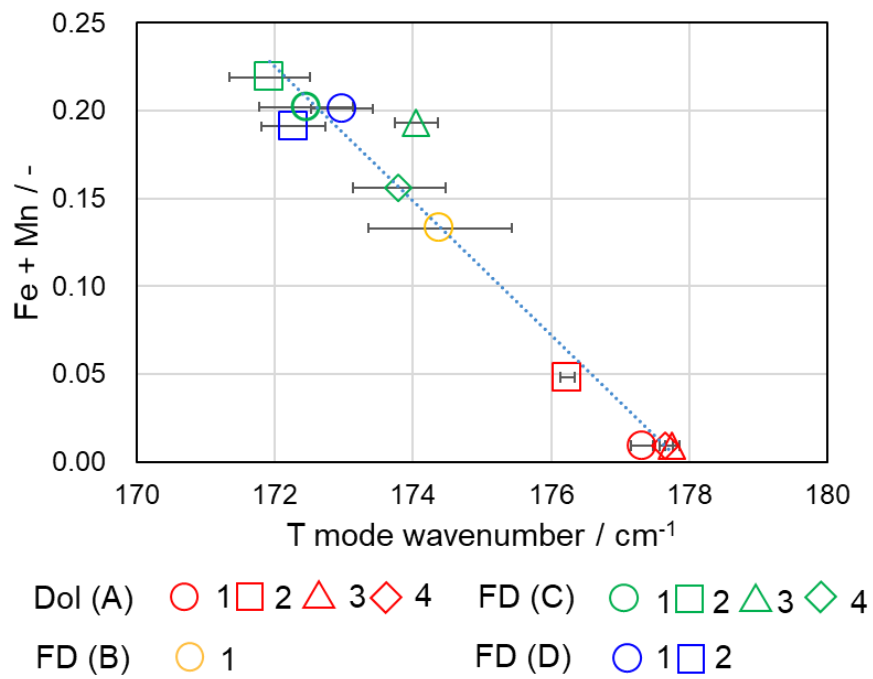 0.25
0.20
0.15
0.10
0.05
0.00
Fe + Mn / -
170 172 174 176 178 180
T mode wavenumber / cm⁻¹
Dol (A) 1 2 3 4 FD (C) 1 2 3 4
FD (B) 1 FD (D) 1 2